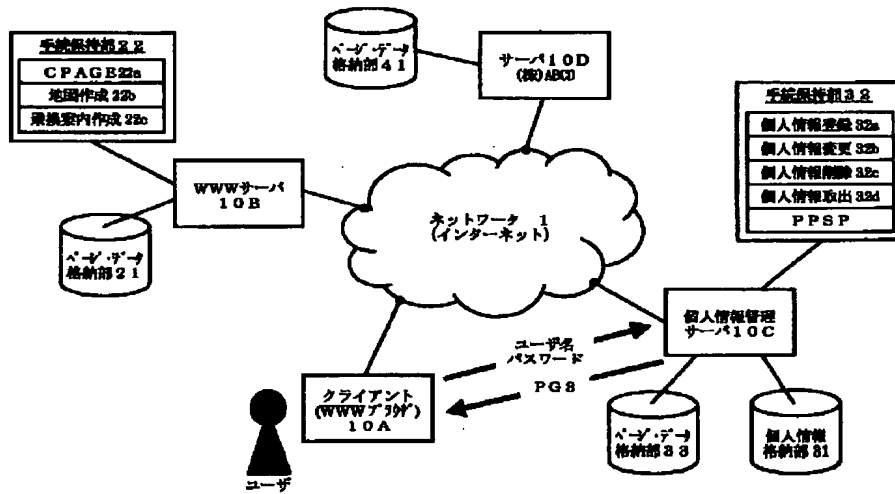 手続保持部22
CPAGE22a
地図作成22b
乗換案内作成22c
ページ・データ
格納部41
サーバ10D
(株)ABCD
手続保持部32
個人情報登録32a
個人情報変更32b
個人情報削除32c
個人情報取出32d
PPSP
WWWサーバ
10B
ネットワーク 1
(インターネット)
ページ・データ
格納部21
個人情報管理
サーバ10C
ユーザ名
パスワード
PG3
クライアント
(WWWブラウザ)
10A
ページ・データ
格納部33
個人情報
格納部31
ユーザ